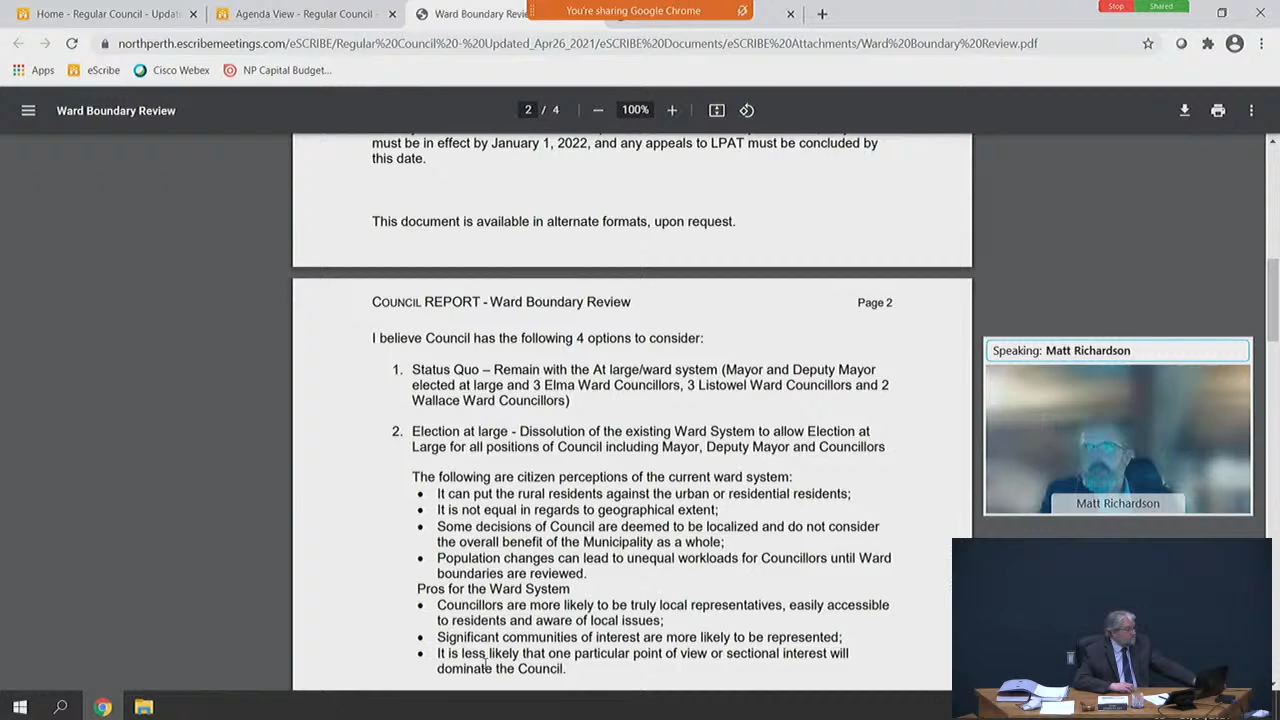 Home - Regular Council - Updat
Agenda View - Regular Council -
Ward Boundary Revi
You're sharing Google Chrome
Stop
Shared
northperth.escribemeetings.com/eSCRIBE/Regular%20Council%20-%20Updated_Apr26_2021/eSCRIBE%20Documents/eSCRIBE%20Attachments/Ward%20Boundary%20Review.pdf
Apps
eScribe
Cisco Webex
NP Capital Budget...
Ward Boundary Review
2 / 4
100%
must be in effect by January 1, 2022, and any appeals to LPAT must be concluded by
this date.
This document is available in alternate formats, upon request.
COUNCIL REPORT - Ward Boundary Review
Page 2
I believe Council has the following 4 options to consider:
1. Status Quo – Remain with the At large/ward system (Mayor and Deputy Mayor
elected at large and 3 Elma Ward Councillors, 3 Listowel Ward Councillors and 2
Wallace Ward Councillors)
2. Election at large - Dissolution of the existing Ward System to allow Election at
Large for all positions of Council including Mayor, Deputy Mayor and Councillors
The following are citizen perceptions of the current ward system:
• It can put the rural residents against the urban or residential residents;
• It is not equal in regards to geographical extent;
• Some decisions of Council are deemed to be localized and do not consider
the overall benefit of the Municipality as a whole;
• Population changes can lead to unequal workloads for Councillors until Ward
boundaries are reviewed.
Pros for the Ward System
• Councillors are more likely to be truly local representatives, easily accessible
to residents and aware of local issues;
• Significant communities of interest are more likely to be represented;
• It is less likely that one particular point of view or sectional interest will
dominate the Council.
Speaking: Matt Richardson
Matt Richardson